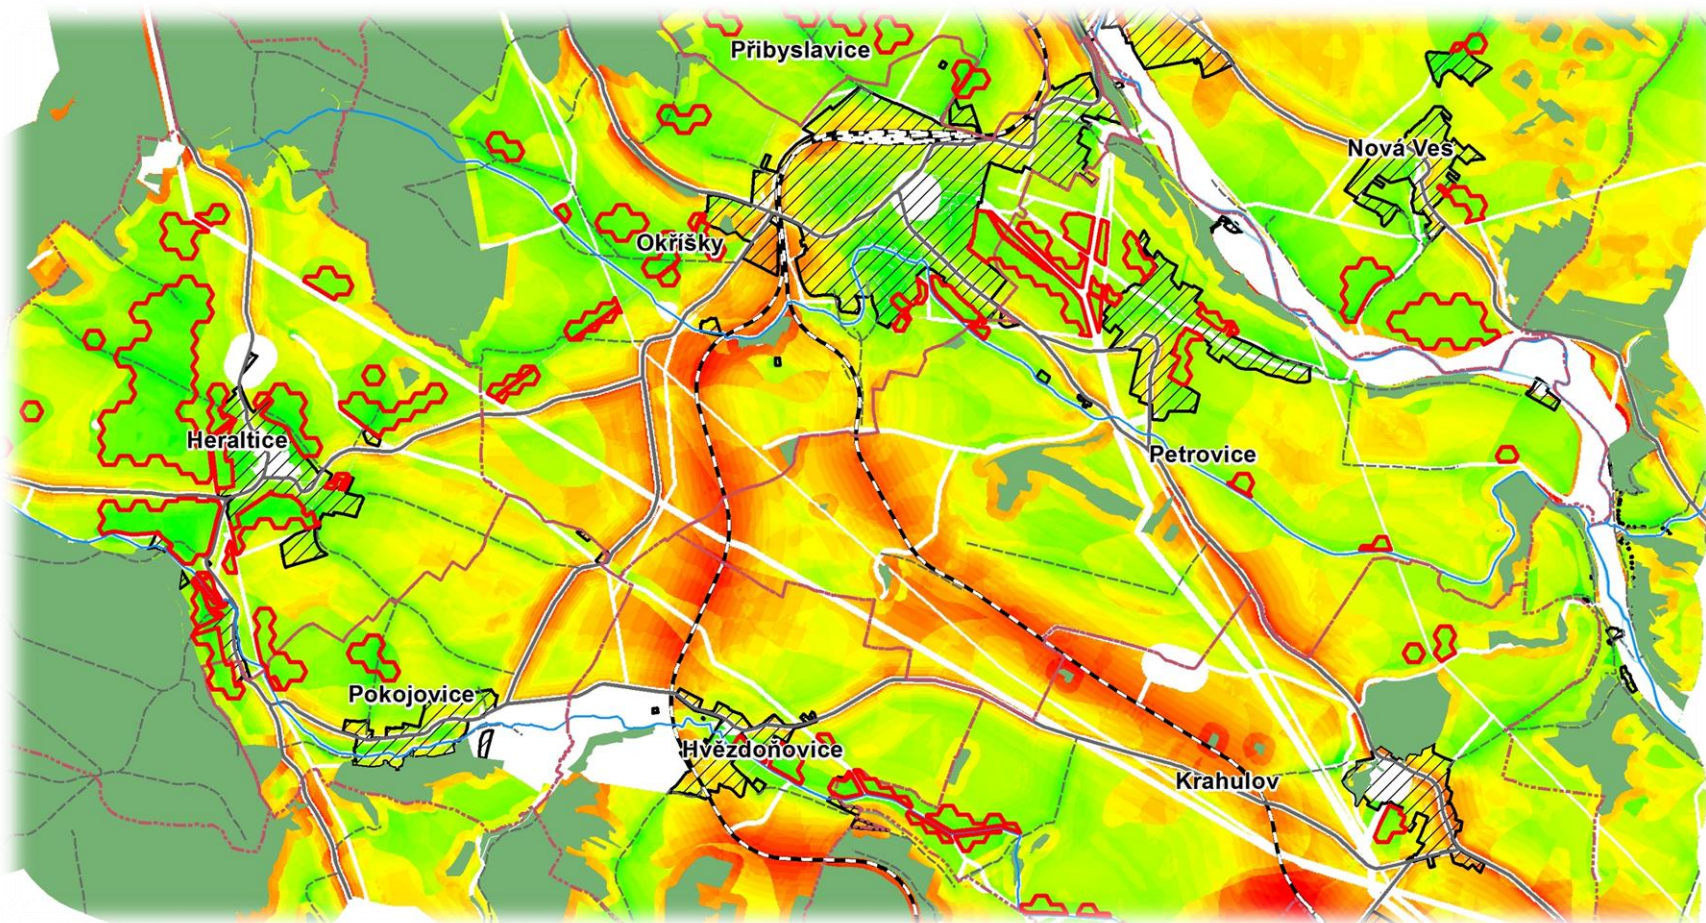 Přibyslavice
Nová Ves
Okříšky
Heraltice
Petrovice
Pokojovice
Hvězdoňovice
Krahulov